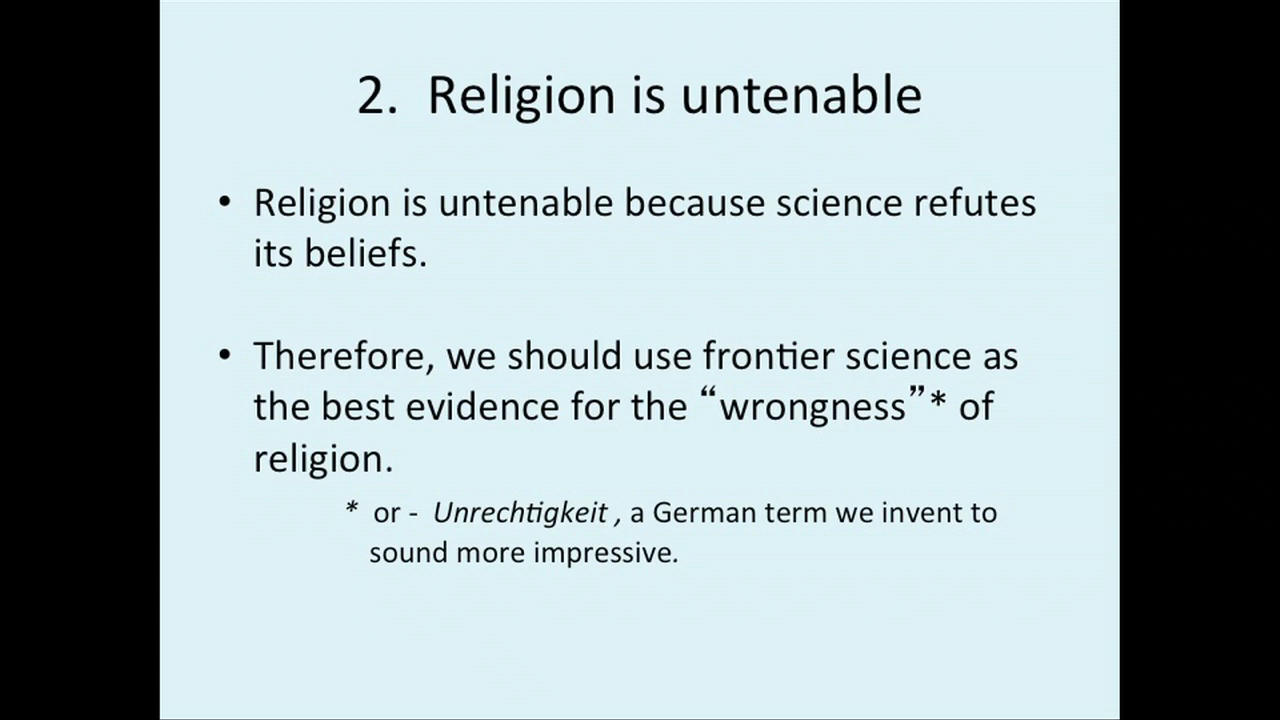 2. Religion is untenable
• Religion is untenable because science refutes
its beliefs.
• Therefore, we should use frontier science as
the best evidence for the “wrongness”* of
religion.
* or - Unrechtigkeit , a German term we invent to
sound more impressive.